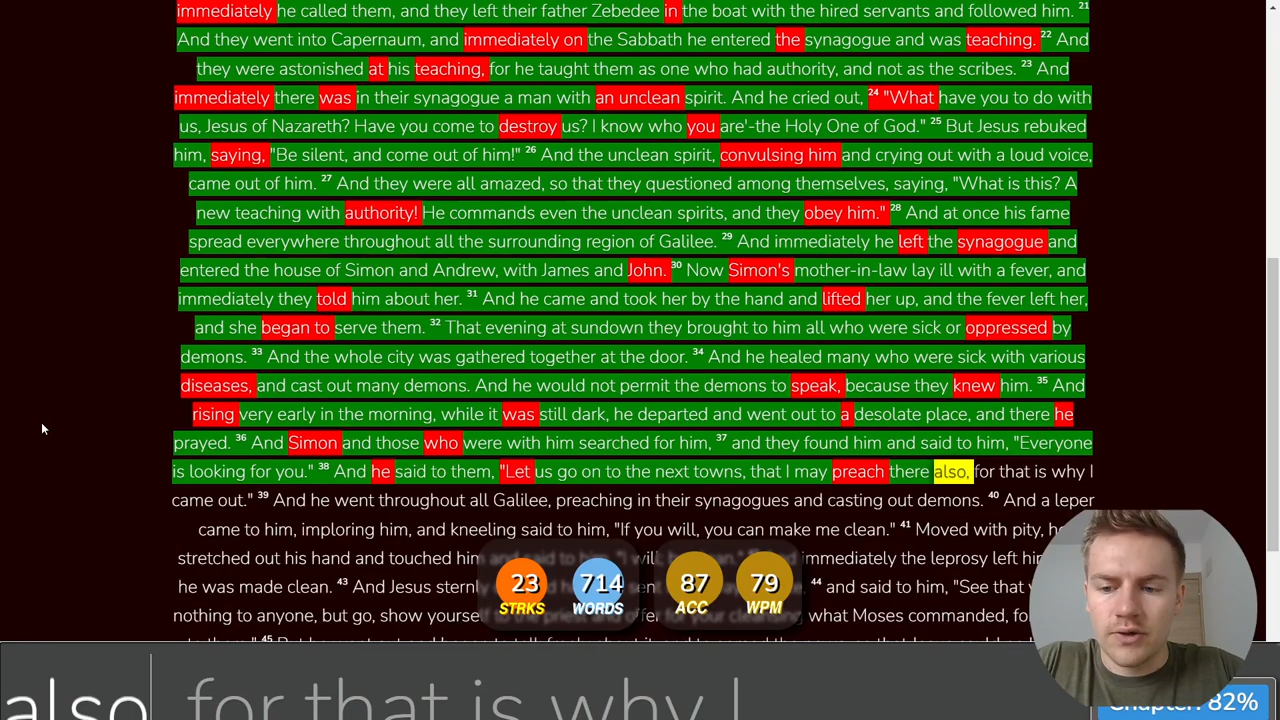 immediately he called them, and they left their father Zebedee in the boat with the hired servants and followed him. 21
And they went into Capernaum, and immediately on the Sabbath he entered the synagogue and was teaching. 22 And
they were astonished at his teaching, for he taught them as one who had authority, and not as the scribes. 23 And
immediately there was in their synagogue a man with an unclean spirit. And he cried out, 24 "What have you to do with
us, Jesus of Nazareth? Have you come to destroy us? I know who you are'-the Holy One of God." 25 But Jesus rebuked
him, saying, "Be silent, and come out of him!" 26 And the unclean spirit, convulsing him and crying out with a loud voice,
came out of him. 27 And they were all amazed, so that they questioned among themselves, saying, "What is this? A
new teaching with authority! He commands even the unclean spirits, and they obey him." 28 And at once his fame
spread everywhere throughout all the surrounding region of Galilee. 29 And immediately he left the synagogue and
entered the house of Simon and Andrew, with James and John. 30 Now Simon's mother-in-law lay ill with a fever, and
immediately they told him about her. 31 And he came and took her by the hand and lifted her up, and the fever left her,
and she began to serve them. 32 That evening at sundown they brought to him all who were sick or oppressed by
demons. 33 And the whole city was gathered together at the door. 34 And he healed many who were sick with various
diseases, and cast out many demons. And he would not permit the demons to speak, because they knew him. 35 And
rising very early in the morning, while it was still dark, he departed and went out to a desolate place, and there he
prayed. 36 And Simon and those who were with him searched for him, 37 and they found him and said to him, "Everyone
is looking for you." 38 And he said to them, "Let us go on to the next towns, that I may preach there also, for that is why I
came out." 39 And he went throughout all Galilee, preaching in their synagogues and casting out demons. 40 And a leper
came to him, imploring him, and kneeling said to him, "If you will, you can make me clean." 41 Moved with pity, he
stretched out his hand and touched him and said to him, "I will; be clean." immediately the leprosy left him
he was made clean. 43 And Jesus sternly 44 and said to him, "See that
nothing to anyone, but go, show yourself what Moses commanded,
23 714 87 79
STRKS WORDS ACC WPM
also for that is why I
Chapter: 82%